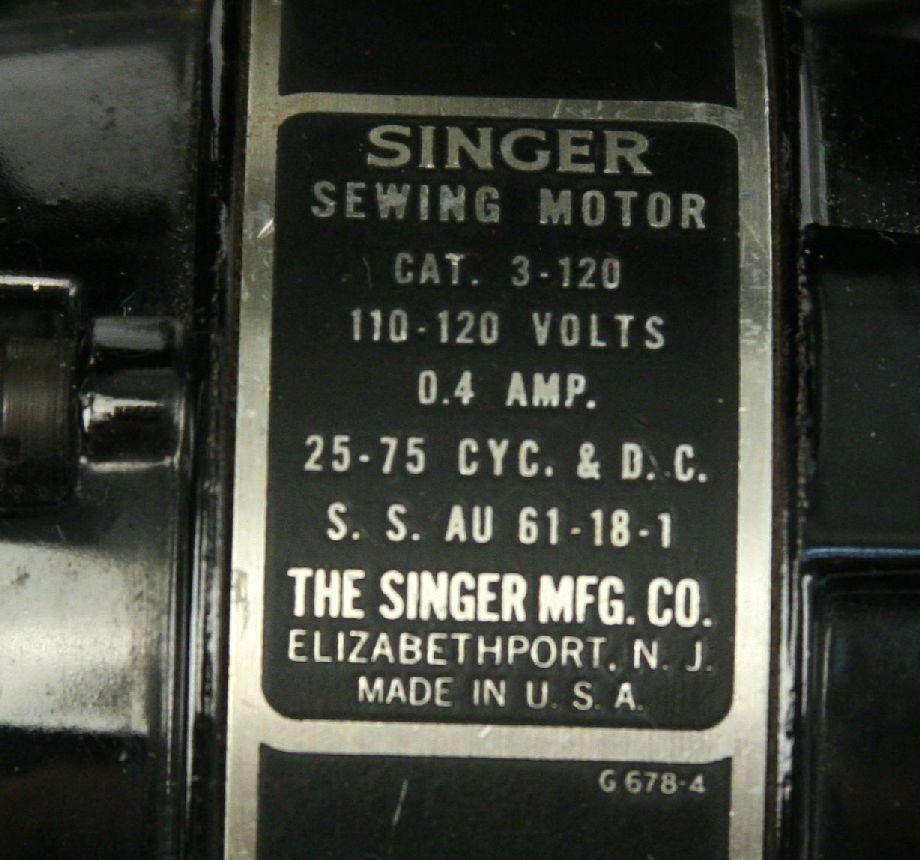 SINGER
SEWING MOTOR
CAT. 3-120
110-120 VOLTS
0.4 AMP.
25-75 CYC. & D. C.
S. S. AU 61-18-1
THE SINGER MFG. CO.
ELIZABETHPORT, N. J.
MADE IN U. S. A.
G 678-4